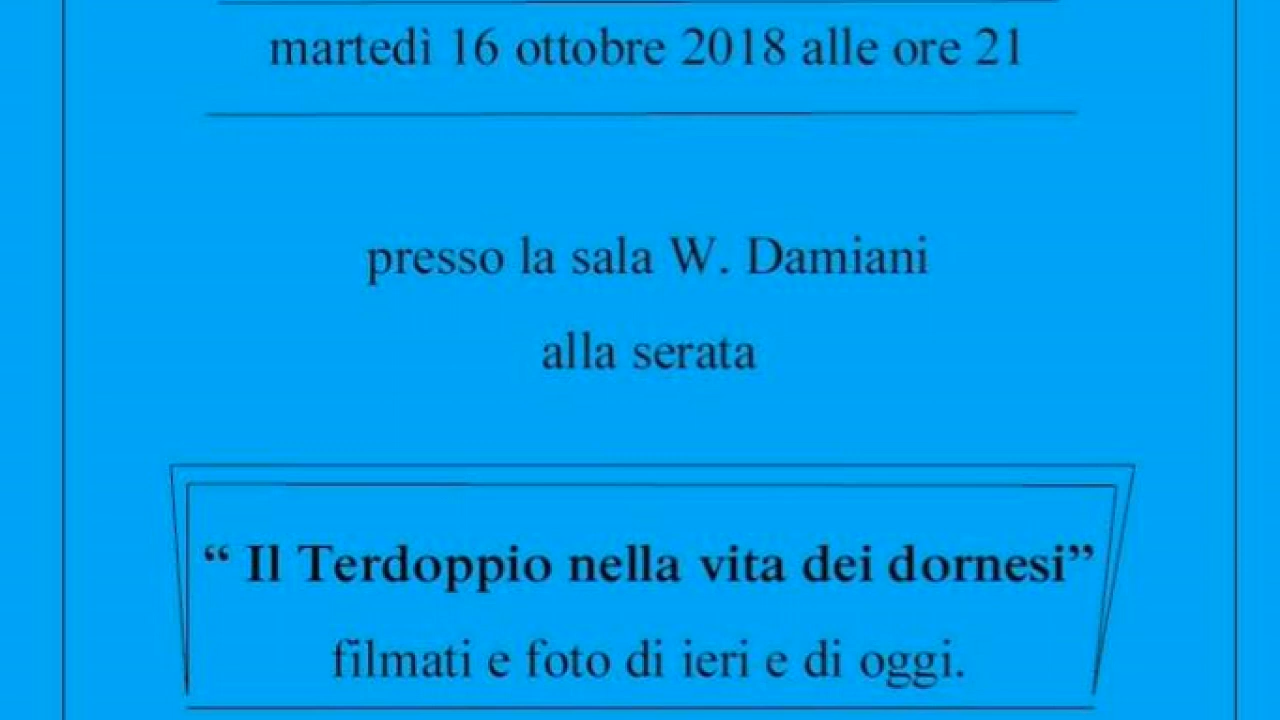 martedì 16 ottobre 2018 alle ore 21
presso la sala W. Damiani
alla serata
“ Il Terdoppio nella vita dei dornesi”
filmati e foto di ieri e di oggi.